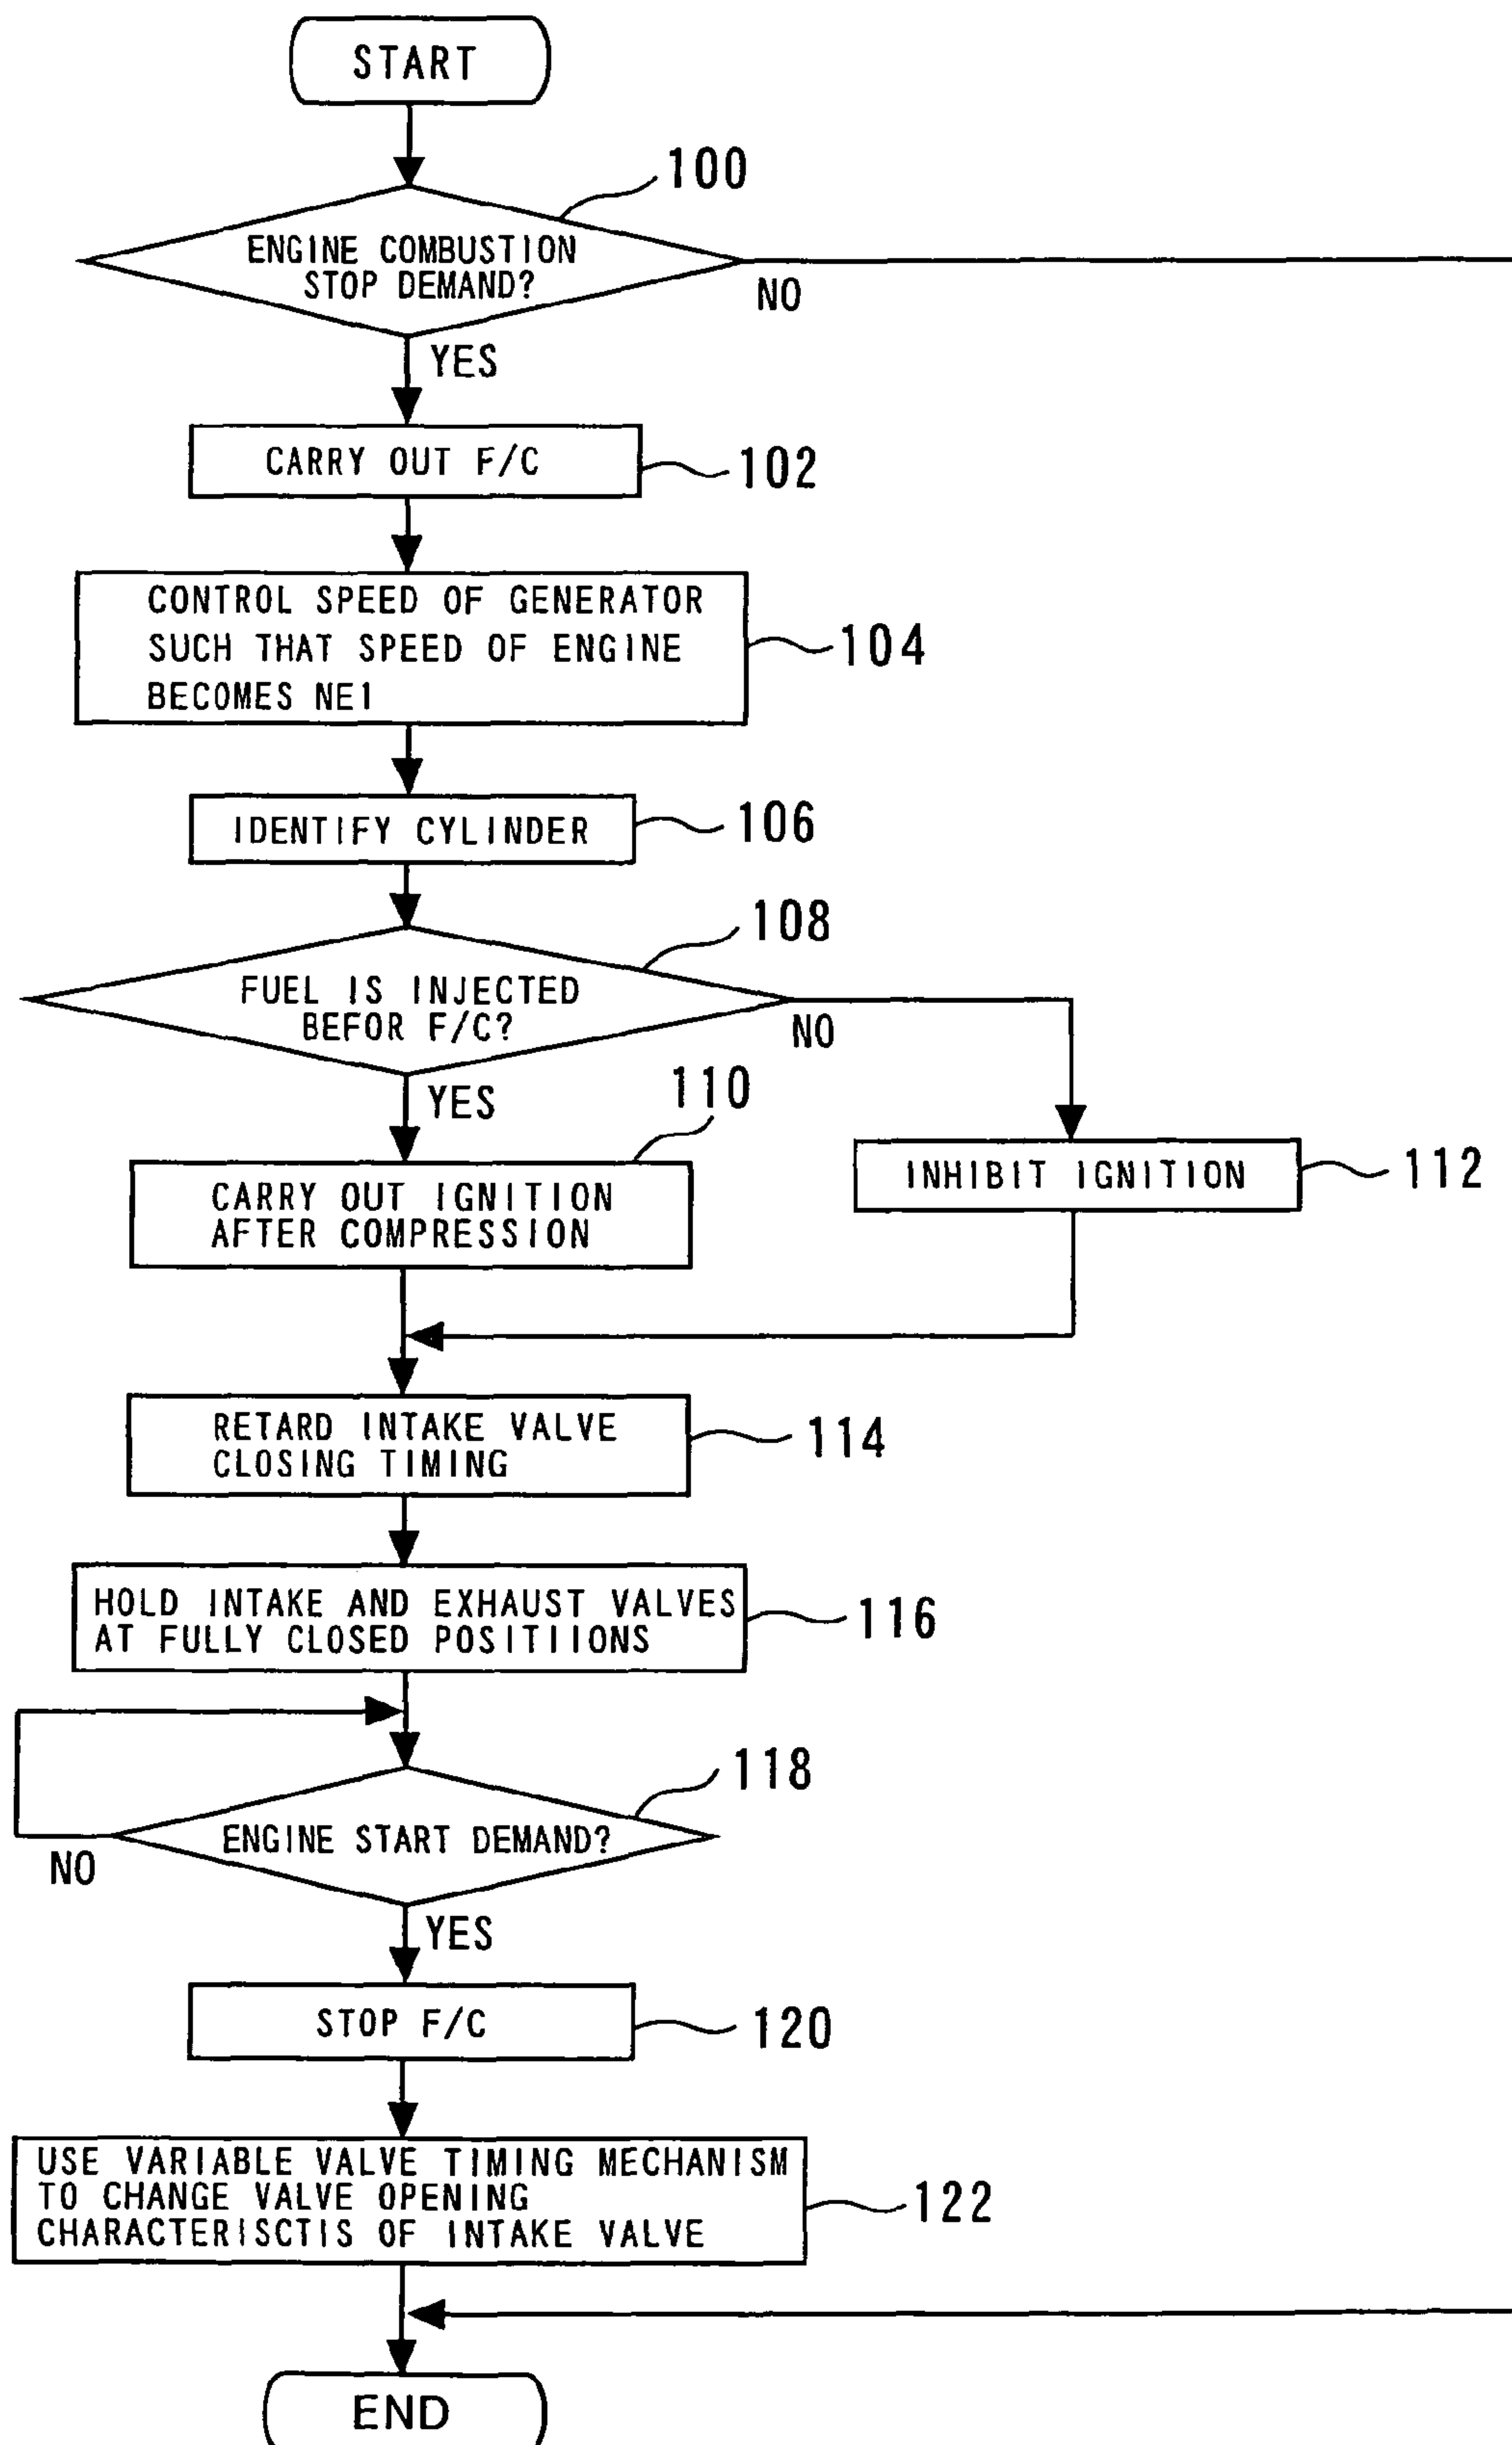 START
100
ENGINE COMBUSTION
STOP DEMAND?
NO
YES
CARRY OUT F/C
102
CONTROL SPEED OF GENERATOR
SUCH THAT SPEED OF ENGINE
BECOMES NE1
104
IDENTIFY CYLINDER
106
108
FUEL IS INJECTED
BEFOR F/C?
NO
YES
110
CARRY OUT IGNITION
AFTER COMPRESSION
INHIBIT IGNITION
112
RETARD INTAKE VALVE
CLOSING TIMING
114
HOLD INTAKE AND EXHAUST VALVES
AT FULLY CLOSED POSITIIONS
116
118
ENGINE START DEMAND?
NO
YES
STOP F/C
120
USE VARIABLE VALVE TIMING MECHANISM
TO CHANGE VALVE OPENING
CHARACTERISCTIS OF INTAKE VALVE
122
END